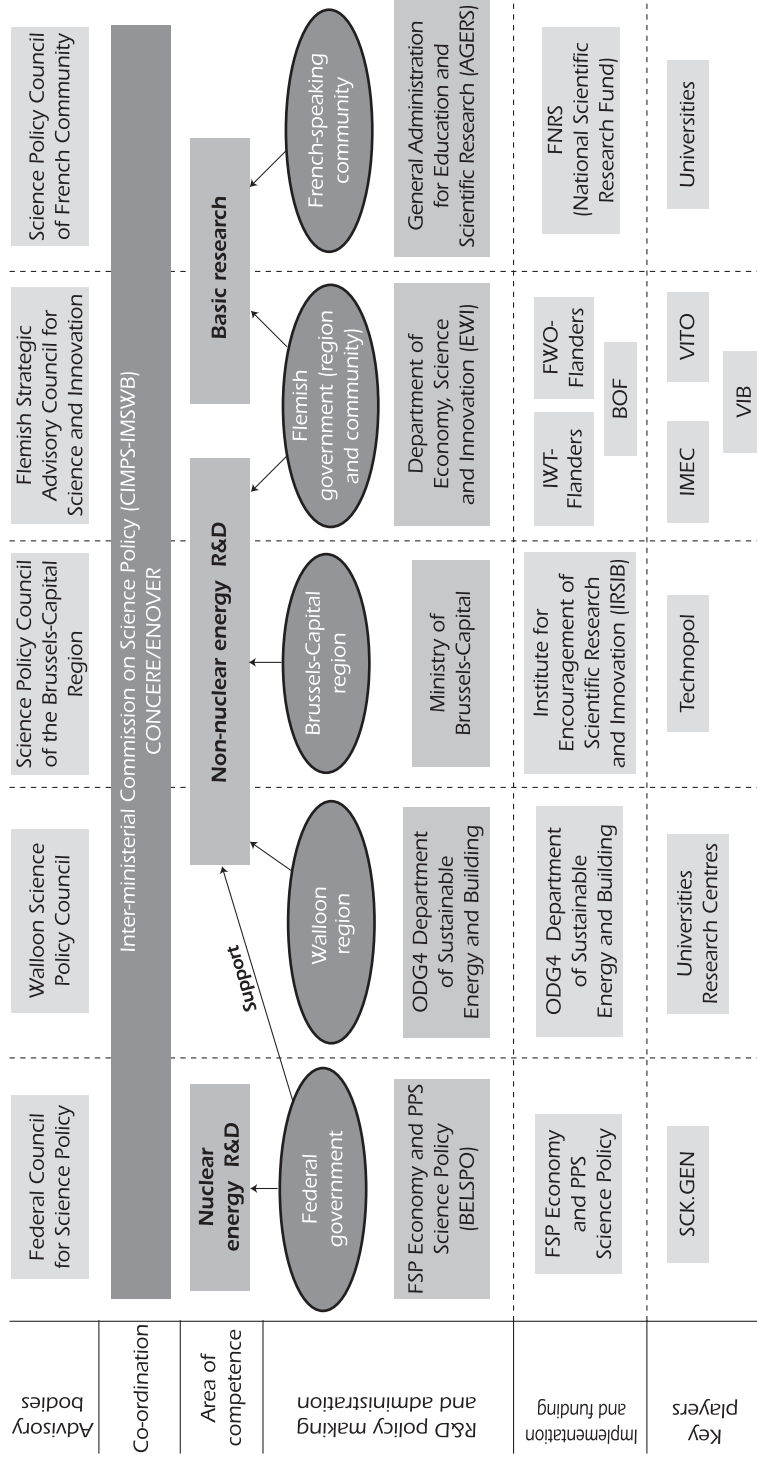 Advisory
bodies
Federal Council
for Science Policy
Walloon Science
Policy Council
Science Policy Council
of the Brussels-Capital
Region
Flemish Strategic
Advisory Council for
Science and Innovation
Science Policy Council
of French Community
Co-ordination
Inter-ministerial Commission on Science Policy (CIMPS-IMSWB)
CONCERE/ENOVER
Area of
competence
Nuclear
energy R&D
Non-nuclear energy R&D
Basic research
Support
R&D policy making
and administration
Federal
government
Walloon
region
Brussels-Capital
region
Flemish
government (region
and community)
French-speaking
community
FSP Economy and PPS
Science Policy
(BELSPO)
ODG4 Department
of Sustainable
Energy and Building
Ministry of
Brussels-Capital
Department of
Economy, Science
and Innovation (EWI)
General Administration
for Education and
Scientific Research (AGERS)
Implementation
and funding
FSP Economy
and PPS
Science Policy
ODG4 Department
of Sustainable
Energy and Building
Institute for
Encouragement of
Scientific Research
and Innovation (IRSIB)
IWT-
Flanders
FWO-
Flanders
BOF
FNRS
(National Scientific
Research Fund)
Key
players
SCK.GEN
Universities
Research Centres
Technopol
IMEC
VITO
VIB
Universities